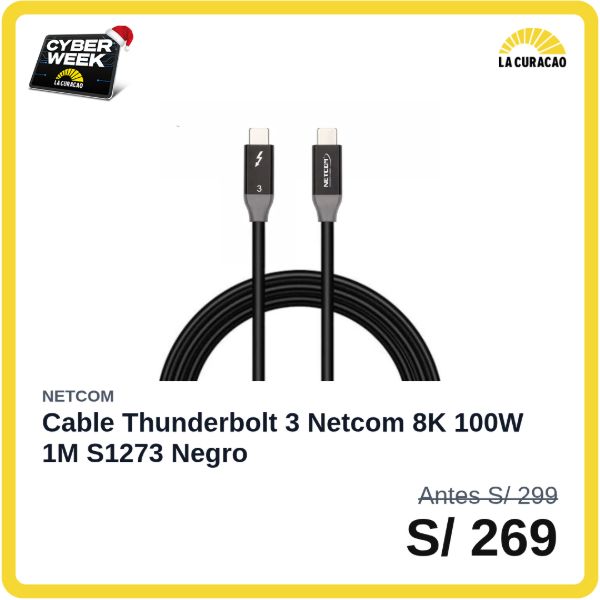 CYBER
WEEK
LA CURACAO
LA CURACAO
3
NETCOM
NETCOM
Cable Thunderbolt 3 Netcom 8K 100W
1M S1273 Negro
Antes S/ 299
S/ 269